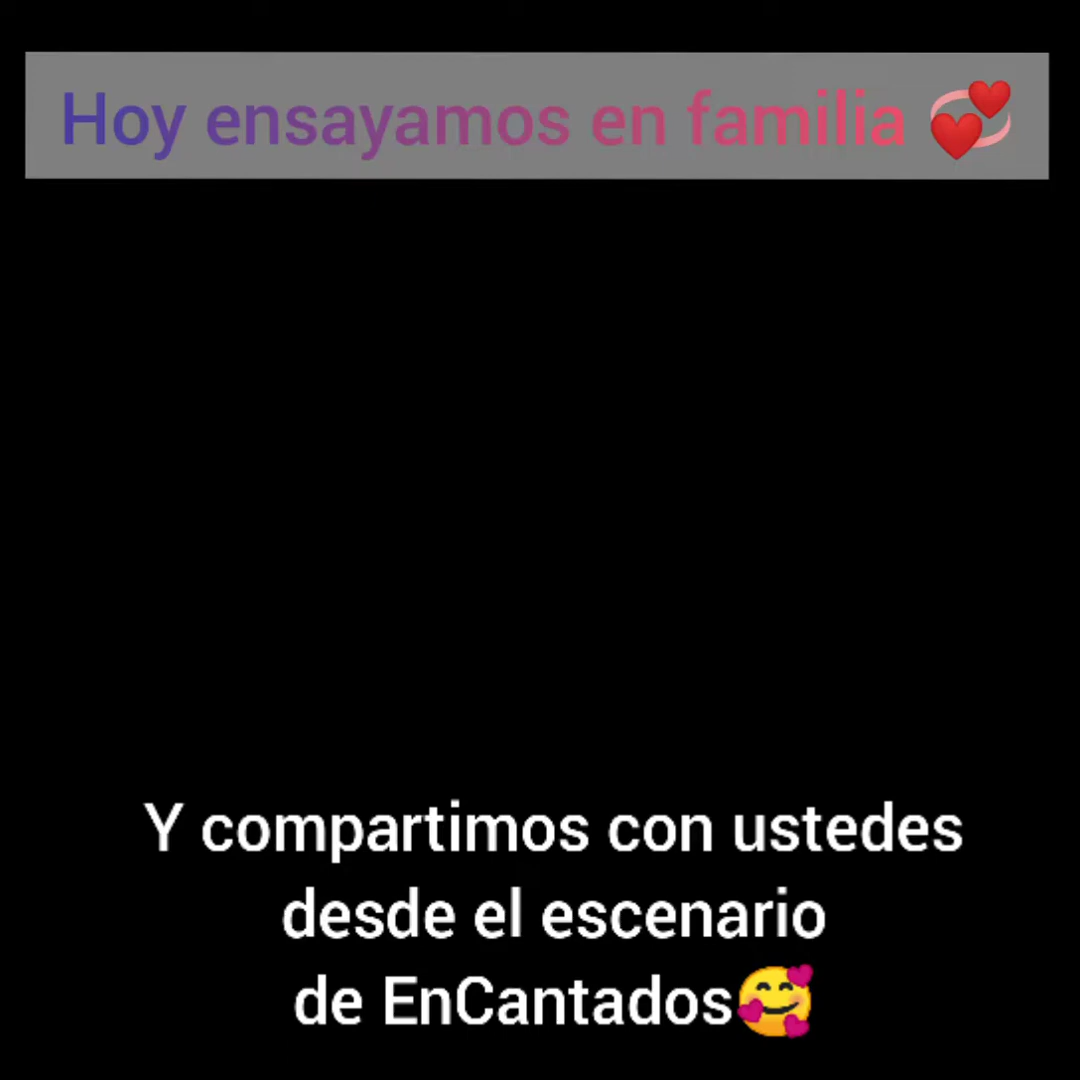 Hoy ensayamos en familia 💞
Y compartimos con ustedes
desde el escenario
de EnCantados🥰